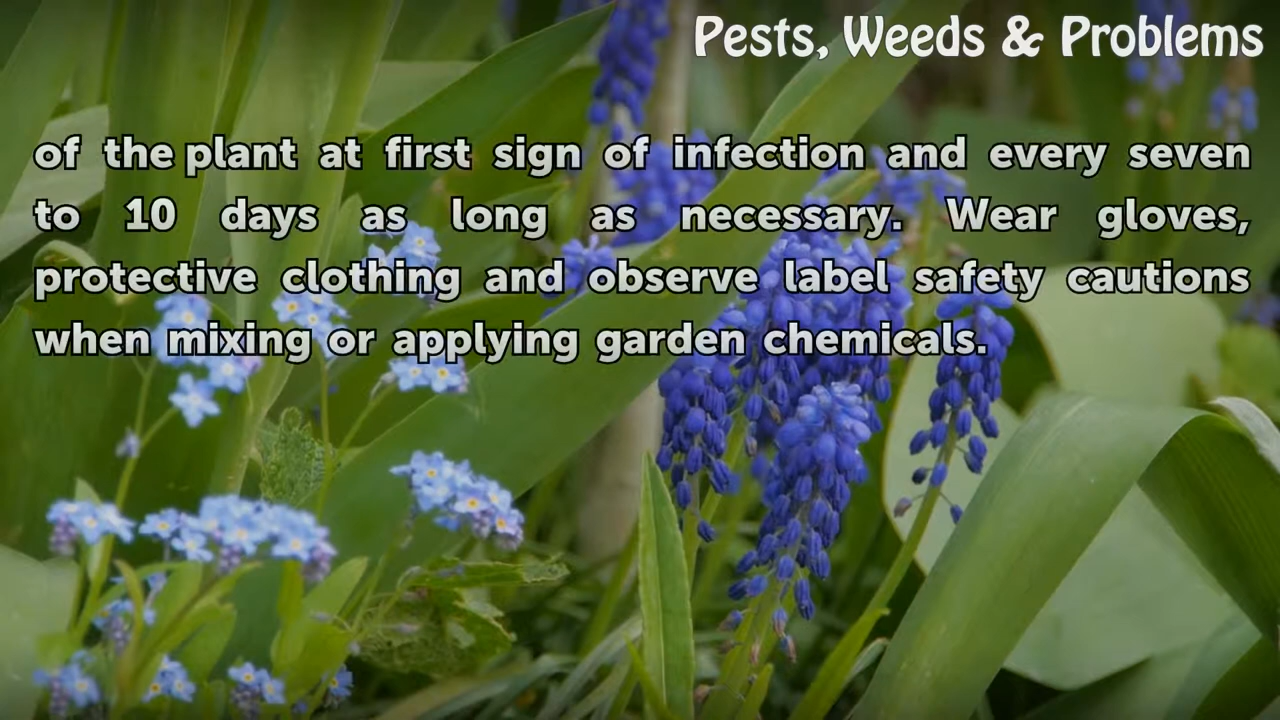 Pests, Weeds & Problems
of the plant at first sign of infection and every seven
to 10 days as long as necessary. Wear gloves,
protective clothing and observe label safety cautions
when mixing or applying garden chemicals.